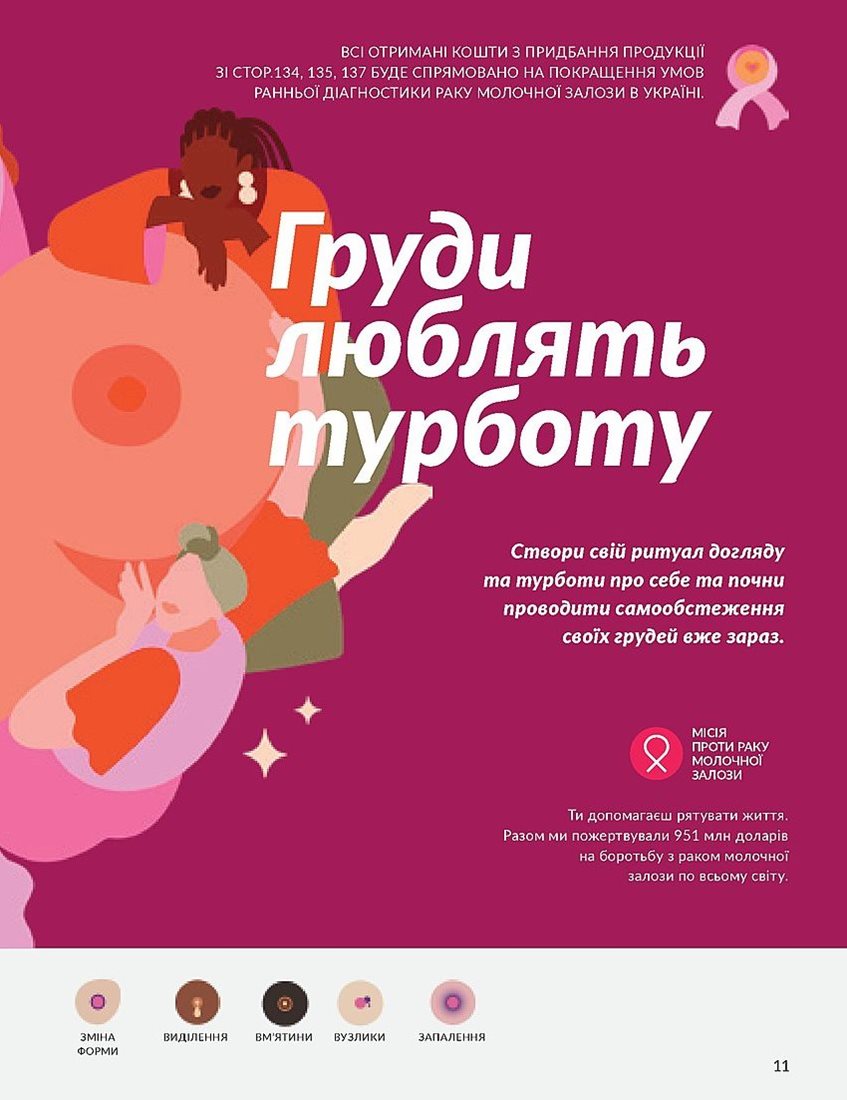 ВСІ ОТРИМАНІ КОШТИ З ПРИДБАННЯ ПРОДУКЦІЇ
ЗІ СТОР.134, 135, 137 БУДЕ СПРЯМОВАНО НА ПОКРАЩЕННЯ УМОВ
РАННЬОЇ ДІАГНОСТИКИ РАКУ МОЛОЧНОЇ ЗАЛОЗИ В УКРАЇНІ.
Груди
люблять
турботу
Створи свій ритуал догляду
та турботи про себе та почни
проводити самообстеження
своїх грудей вже зараз.
МІСІЯ
ПРОТИ РАКУ
МОЛОЧНОЇ
ЗАЛОЗИ
Ти допомагаєш рятувати життя.
Разом ми пожертвували 951 млн доларів
на боротьбу з раком молочної
залози по всьому світу.
ЗМІНА
ФОРМИ
ВИДІЛЕННЯ
ВМ'ЯТИНИ
ВУЗЛИКИ
ЗАПАЛЕННЯ
11